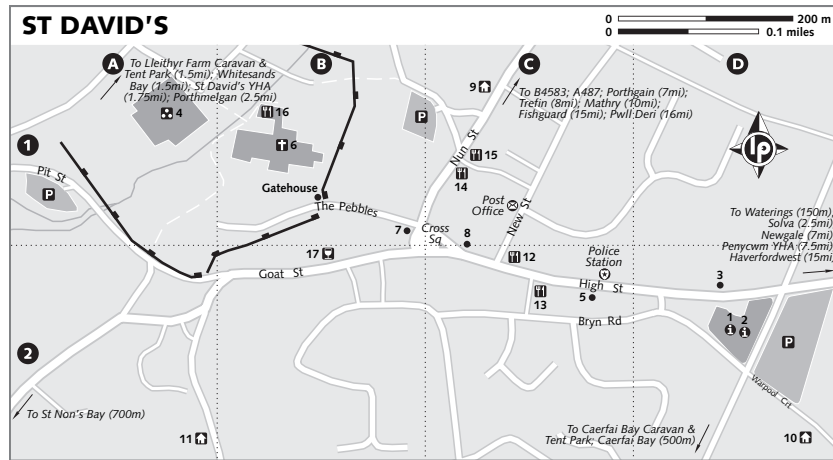 ST DAVID'S
0 200 m
0 0.1 miles
A
B
C
D
To Lleithyr Farm Caravan &
Tent Park (1.5mi); Whitesands
Bay (1.5mi); St David's YHA
(1.75mi); Porthmelgan (2.5mi)
4
16
6
P
9
To B4583; A487; Porthgain (7mi);
Trefin (8mi); Mathry (10mi);
Fishguard (15mi); Pwll Deri (16mi)
lp
1
Pit St
P
Nun St
15
14
Gatehouse
The Pebbles
Post
Office
New St
To Waterings (150m),
Solva (2.5mi)
Newgale (7mi)
Penycwm YHA (7.5mi)
Haverfordwest (15mi)
7
Cross
Sq
8
17
12
Police
Station
3
Goat St
High St
13
5
Bryn Rd
1 2
P
2
Warpool Crt
To St Non's Bay (700m)
11
To Caerfai Bay Caravan &
Tent Park; Caerfai Bay (500m)
10